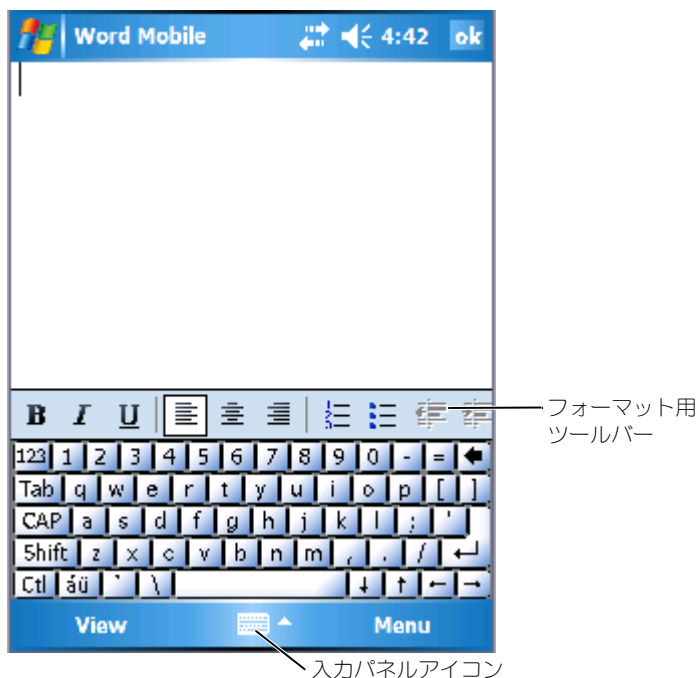 Word Mobile 4:42 ok
B I U
フォーマット用
ツールバー
123 1 2 3 4 5 6 7 8 9 0 - =
Tab q w e r t y u i o p [ ]
CAP a s d f g h j k l ; '
Shift z x c v b n m , . /
Ctl áü ` \
View Menu
入力パネルアイコン